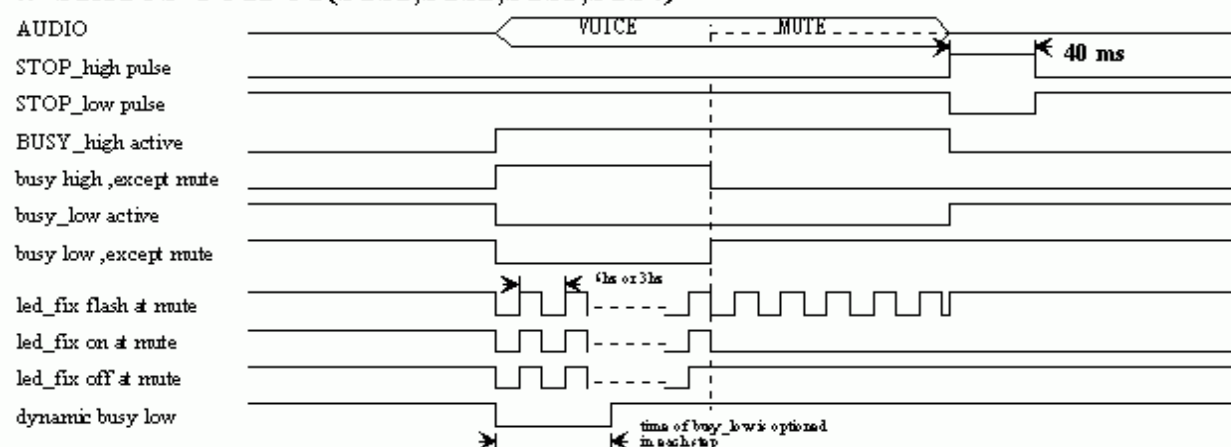 AUDIO
VOICE
MUTE
STOP_high pulse
40 ms
STOP_low pulse
BUSY_high active
busy high ,except mute
busy_low active
busy low ,except mute
led_fix flash at mute
led_fix on at mute
led_fix off at mute
dynamic busy low
time of busy_low is optioned
in each step